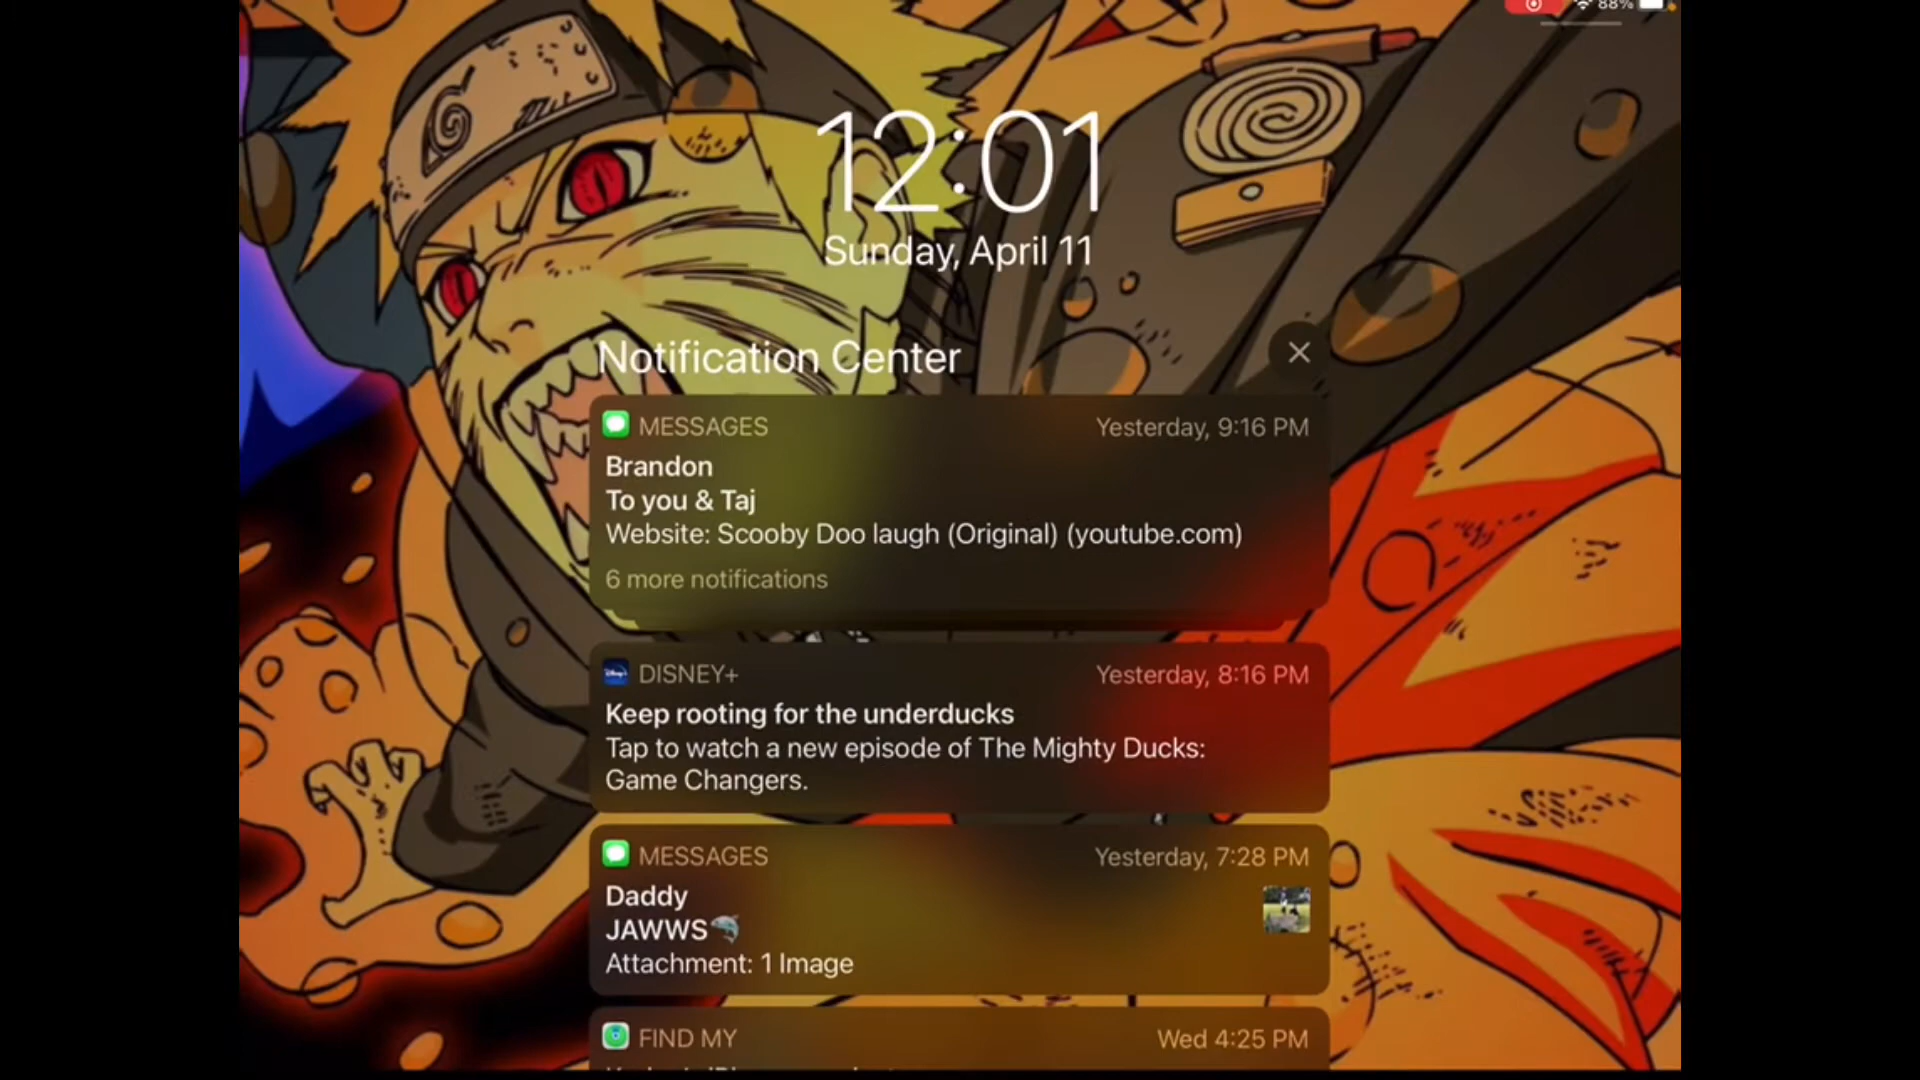 88%
12:01
Sunday, April 11
Notification Center
MESSAGES
Yesterday, 9:16 PM
Brandon
To you & Taj
Website: Scooby Doo laugh (Original) (youtube.com)
6 more notifications
DISNEY+
Yesterday, 8:16 PM
Keep rooting for the underducks
Tap to watch a new episode of The Mighty Ducks:
Game Changers.
MESSAGES
Yesterday, 7:28 PM
Daddy
JAWWS🦈
Attachment: 1 Image
FIND MY
Wed 4:25 PM